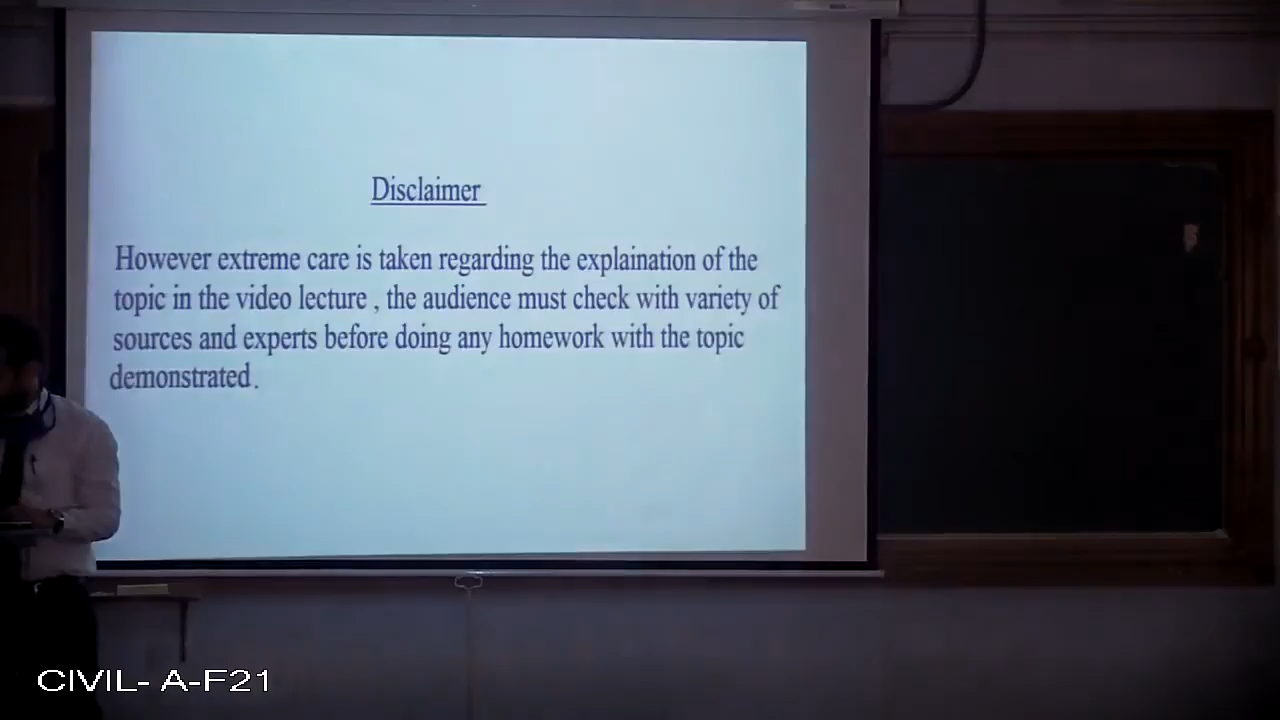 Disclaimer
However extreme care is taken regarding the explaination of the
topic in the video lecture , the audience must check with variety of
sources and experts before doing any homework with the topic
demonstrated.
CIVIL- A-F21